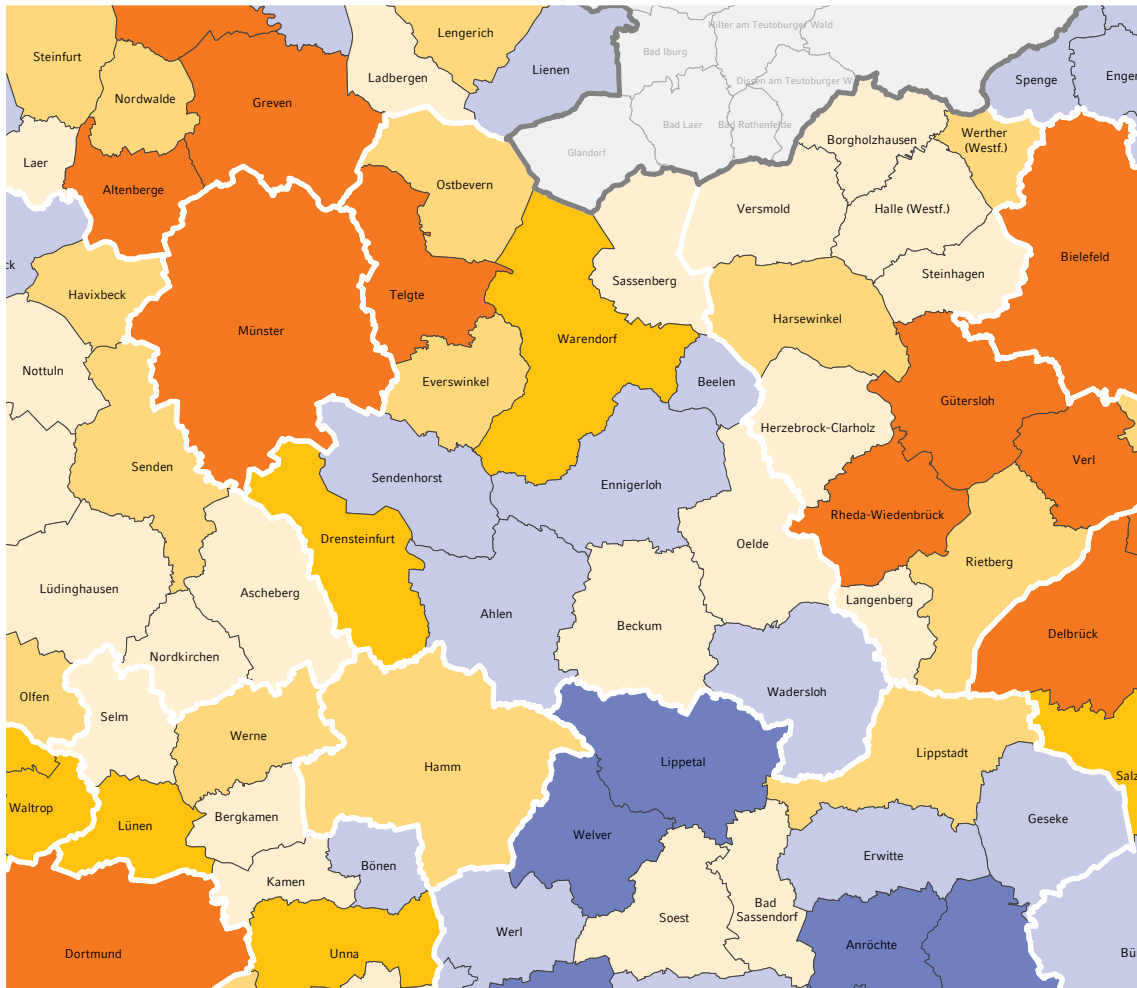 Hilter am Teutoburger Wald
Lengerich
Steinfurt
Bad Iburg
Lienen
Ladbergen
Spenge
Enger
Dissen am Teutoburger W
Nordwalde
Greven
Bad Laer
Bad Rothenfelde
Borgholzhausen
Werther
(Westf.)
Glandorf
Laer
Altenberge
Ostbevern
Versmold
Halle (Westf.)
Bielefeld
ck
Steinhagen
Sassenberg
Havixbeck
Telgte
Harsewinkel
Münster
Warendorf
Nottuln
Everswinkel
Beelen
Gütersloh
Herzebrock-Clarholz
Verl
Senden
Sendenhorst
Ennigerloh
Rheda-Wiedenbrück
Drensteinfurt
Oelde
Rietberg
Lüdinghausen
Ascheberg
Langenberg
Ahlen
Beckum
Delbrück
Nordkirchen
Olfen
Wadersloh
Selm
Werne
Lippstadt
Lippetal
Hamm
Salz
Waltrop
Bergkamen
Lünen
Welver
Geseke
Erwitte
Bönen
Kamen
Bad
Sassendorf
Soest
Werl
Anröchte
Dortmund
Unna
Bü